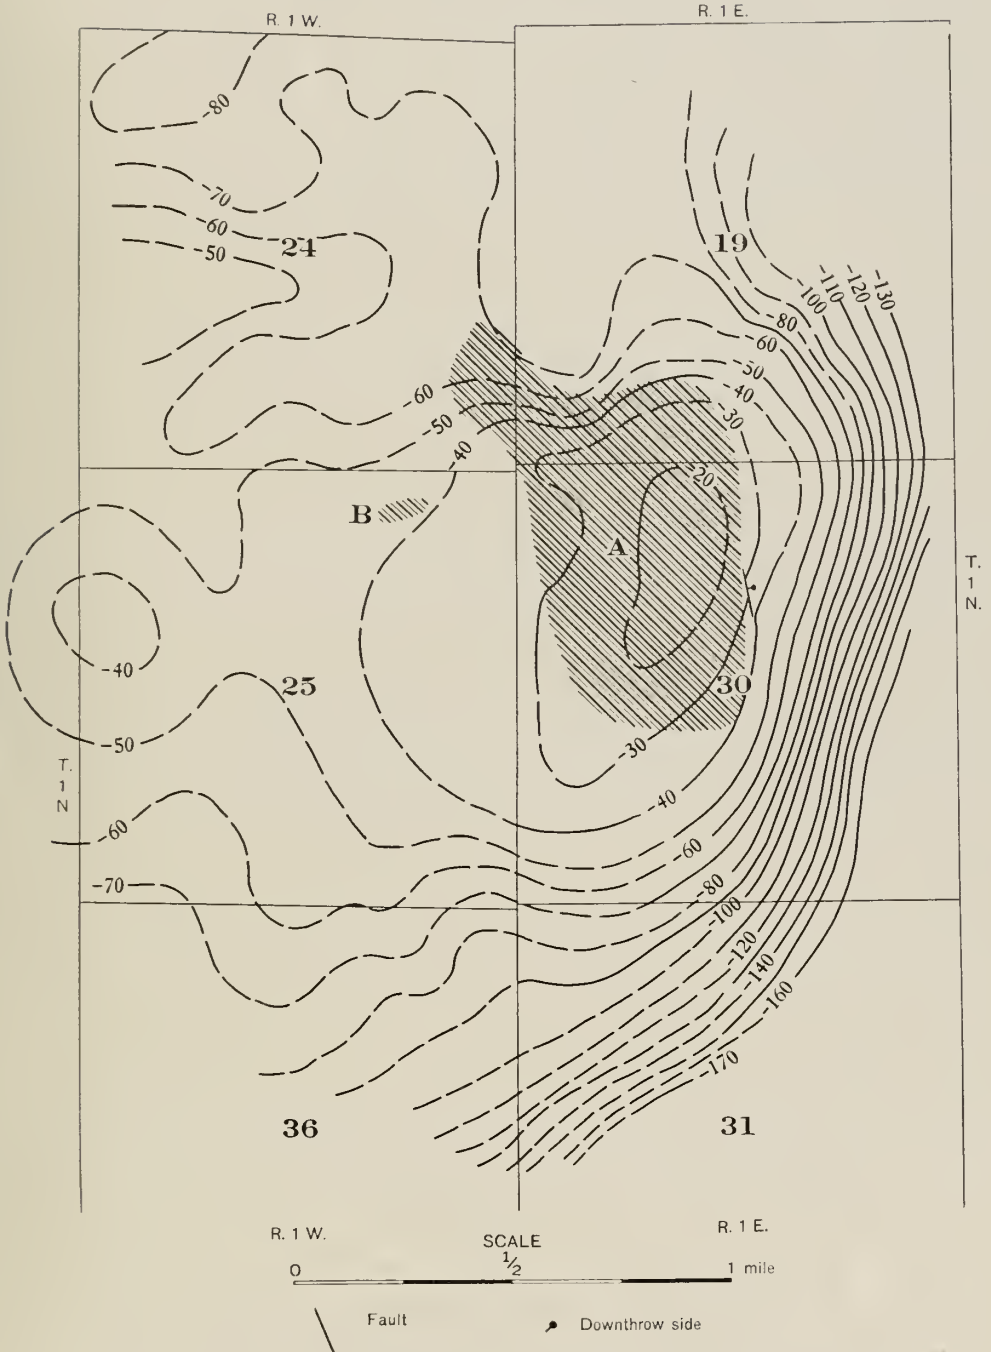 R. 1 W.
R. 1 E.
-80
-70
-60
24
-50
19
-100
-110
-120
-130
-80
-60
-50
-40
-30
-60
-50
-40
-20
B
A
T.
1
N.
-40
25
30
-50
-30
T.
1
N
-40
-60
-60
-70
-80
-100
-120
-140
-160
-170
36
31
R. 1 W.
R. 1 E.
SCALE
0
1/2
1 mile
Fault
Downthrow side